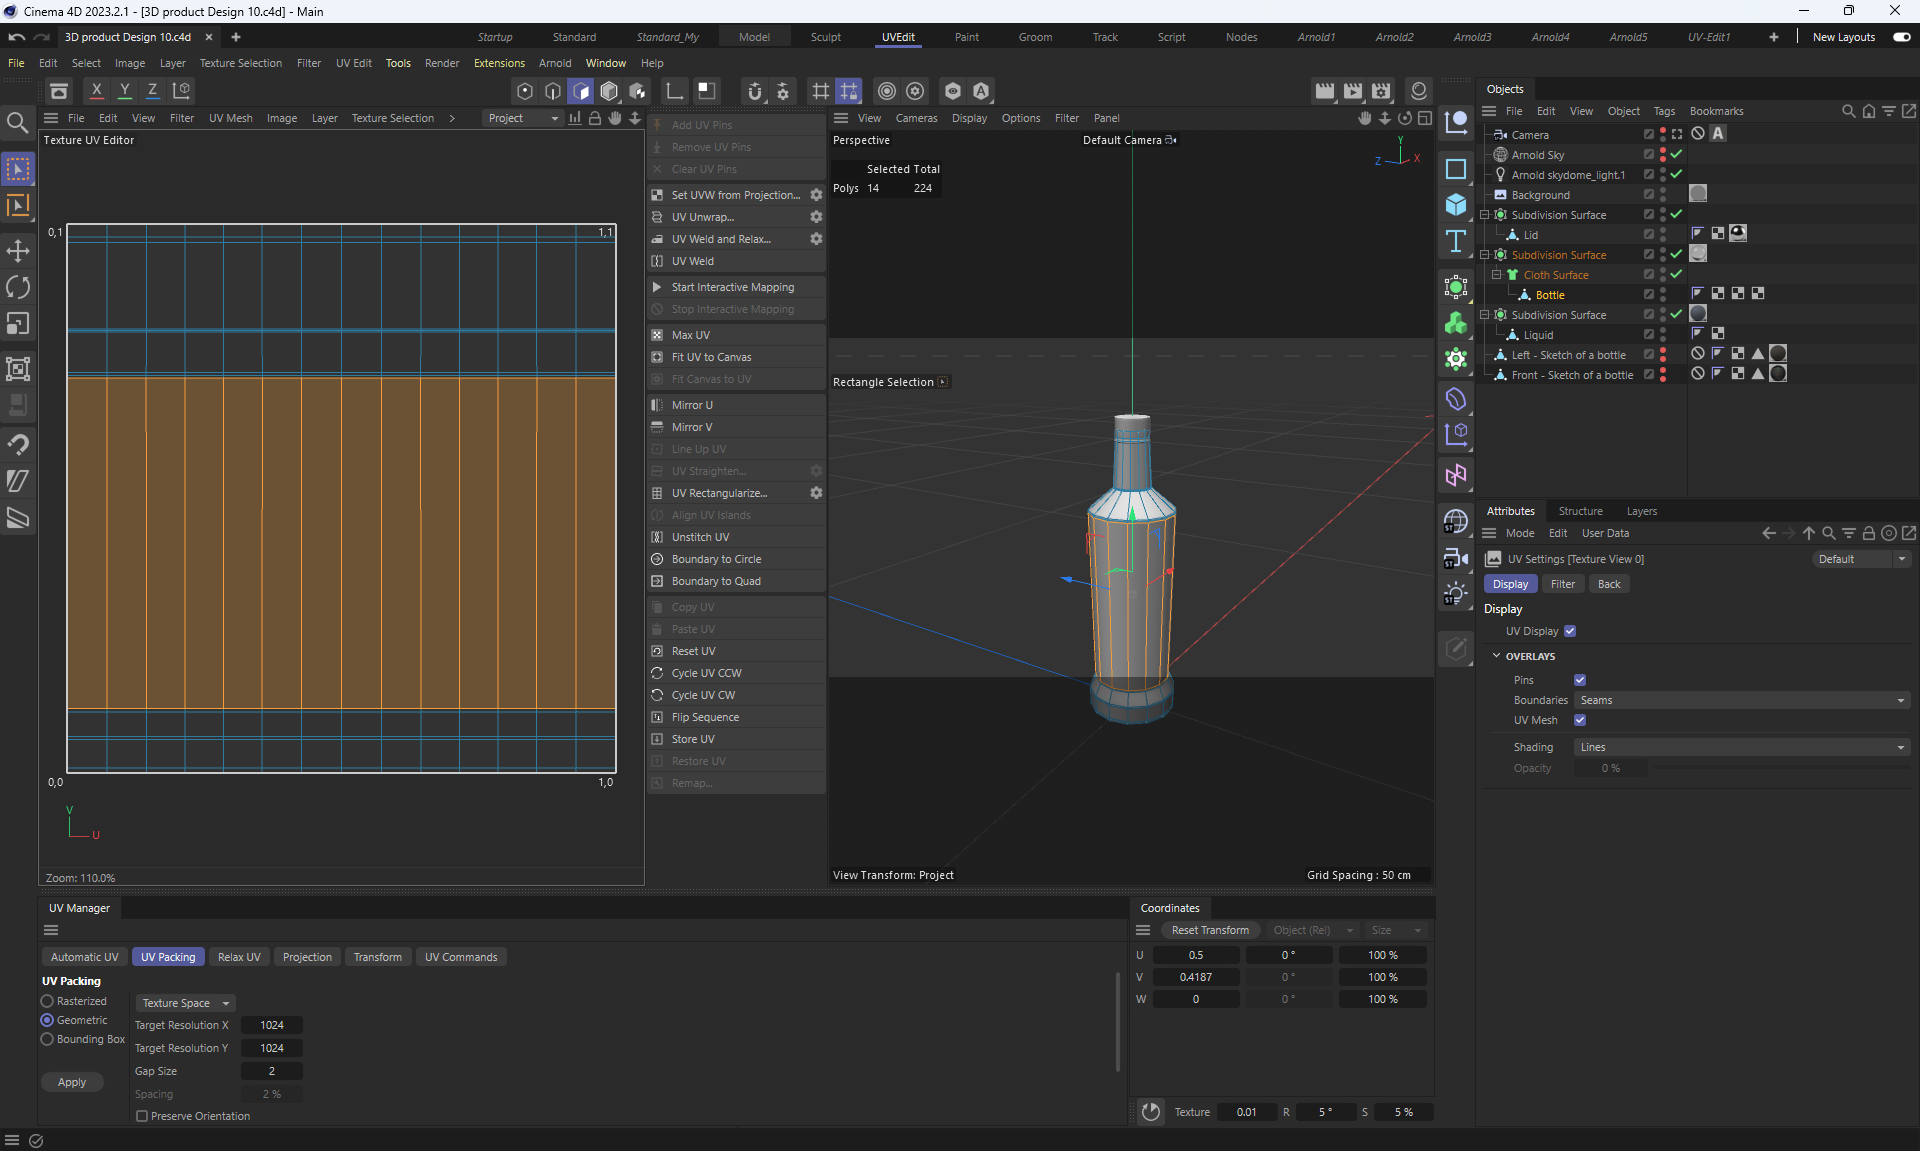 Cinema 4D 2023.2.1 - [3D product Design 10.c4d] - Main
3D product Design 10.c4d × +
Startup Standard Standard_My Model Sculpt UVEdit Paint Groom Track Script Nodes Arnold1 Arnold2 Arnold3 Arnold4 Arnold5 UV-Edit1 + New Layouts
File Edit Select Image Layer Texture Selection Filter UV Edit Tools Render Extensions Arnold Window Help
X Y Z
Objects
File Edit View Filter UV Mesh Image Layer Texture Selection > Project
Texture UV Editor
0,1
1,1
0,0
1,0
V
U
Zoom: 110.0%
Add UV Pins
Remove UV Pins
Clear UV Pins
Set UVW from Projection...
UV Unwrap...
UV Weld and Relax...
UV Weld
Start Interactive Mapping
Stop Interactive Mapping
Max UV
Fit UV to Canvas
Fit Canvas to UV
Mirror U
Mirror V
Line Up UV
UV Straighten...
UV Rectangularize...
Align UV Islands
Unstitch UV
Boundary to Circle
Boundary to Quad
Copy UV
Paste UV
Reset UV
Cycle UV CCW
Cycle UV CW
Flip Sequence
Store UV
Restore UV
Remap...
View Cameras Display Options Filter Panel
Perspective
Default Camera
Selected Total
Polys 14 224
Y
Z
X
Rectangle Selection
View Transform: Project
Grid Spacing : 50 cm
File Edit View Object Tags Bookmarks
Camera
A
Arnold Sky
Arnold skydome_light.1
Background
Subdivision Surface
Lid
Subdivision Surface
Cloth Surface
Bottle
Subdivision Surface
Liquid
Left - Sketch of a bottle
Front - Sketch of a bottle
ST
ST
ST
Attributes Structure Layers
Mode Edit User Data
UV Settings [Texture View 0]
Default
Display Filter Back
Display
UV Display
OVERLAYS
Pins
Boundaries Seams
UV Mesh
Shading Lines
Opacity 0 %
UV Manager
Automatic UV UV Packing Relax UV Projection Transform UV Commands
UV Packing
Rasterized
Geometric
Bounding Box
Apply
Texture Space
Target Resolution X 1024
Target Resolution Y 1024
Gap Size 2
Spacing 2 %
Preserve Orientation
Coordinates
Reset Transform Object (Rel) Size
U 0.5 0 ° 100 %
V 0.4187 0 ° 100 %
W 0 0 ° 100 %
Texture 0.01 R 5 ° S 5 %